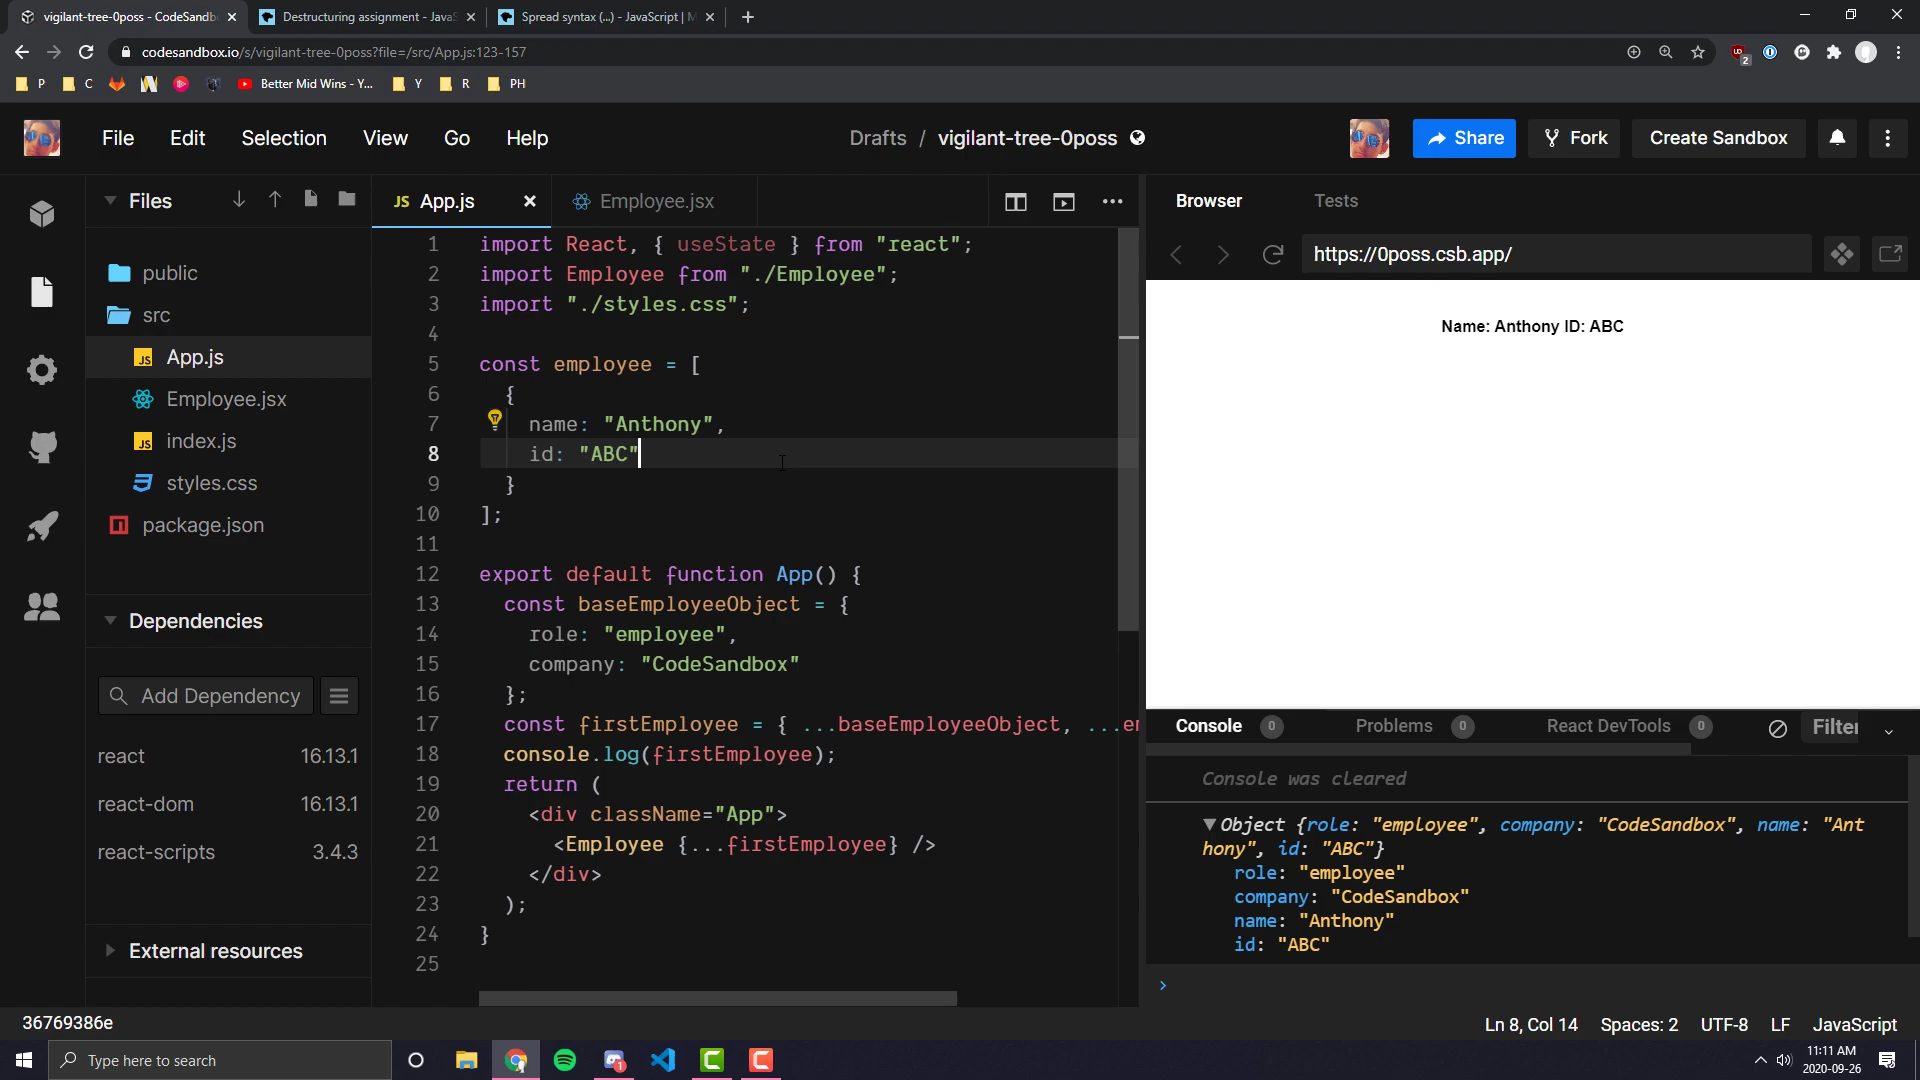 vigilant-tree-0poss - CodeSandb
Destructuring assignment - JavaS
Spread syntax (...) - JavaScript | M
codesandbox.io/s/vigilant-tree-0poss?file=/src/App.js:123-157
2
P
C
Better Mid Wins - Y...
Y
R
PH
File
Edit
Selection
View
Go
Help
Drafts / vigilant-tree-0poss
Share
Fork
Create Sandbox
Files
JS App.js
Employee.jsx
public
src
JS App.js
Employee.jsx
JS index.js
styles.css
package.json
Dependencies
Add Dependency
react 16.13.1
react-dom 16.13.1
react-scripts 3.4.3
External resources
1 import React, { useState } from "react";
2 import Employee from "./Employee";
3 import "./styles.css";
4
5 const employee = [
6 {
7 name: "Anthony",
8 id: "ABC"
9 }
10 ];
11
12 export default function App() {
13 const baseEmployeeObject = {
14 role: "employee",
15 company: "CodeSandbox"
16 };
17 const firstEmployee = { ...baseEmployeeObject, ...em
18 console.log(firstEmployee);
19 return (
20 <div className="App">
21 <Employee {...firstEmployee} />
22 </div>
23 );
24 }
25
Browser
Tests
https://0poss.csb.app/
Name: Anthony ID: ABC
Console 0
Problems 0
React DevTools 0
Filter
Console was cleared
Object {role: "employee", company: "CodeSandbox", name: "Ant
hony", id: "ABC"}
role: "employee"
company: "CodeSandbox"
name: "Anthony"
id: "ABC"
36769386e
Ln 8, Col 14
Spaces: 2
UTF-8
LF
JavaScript
Type here to search
1
11:11 AM
2020-09-26